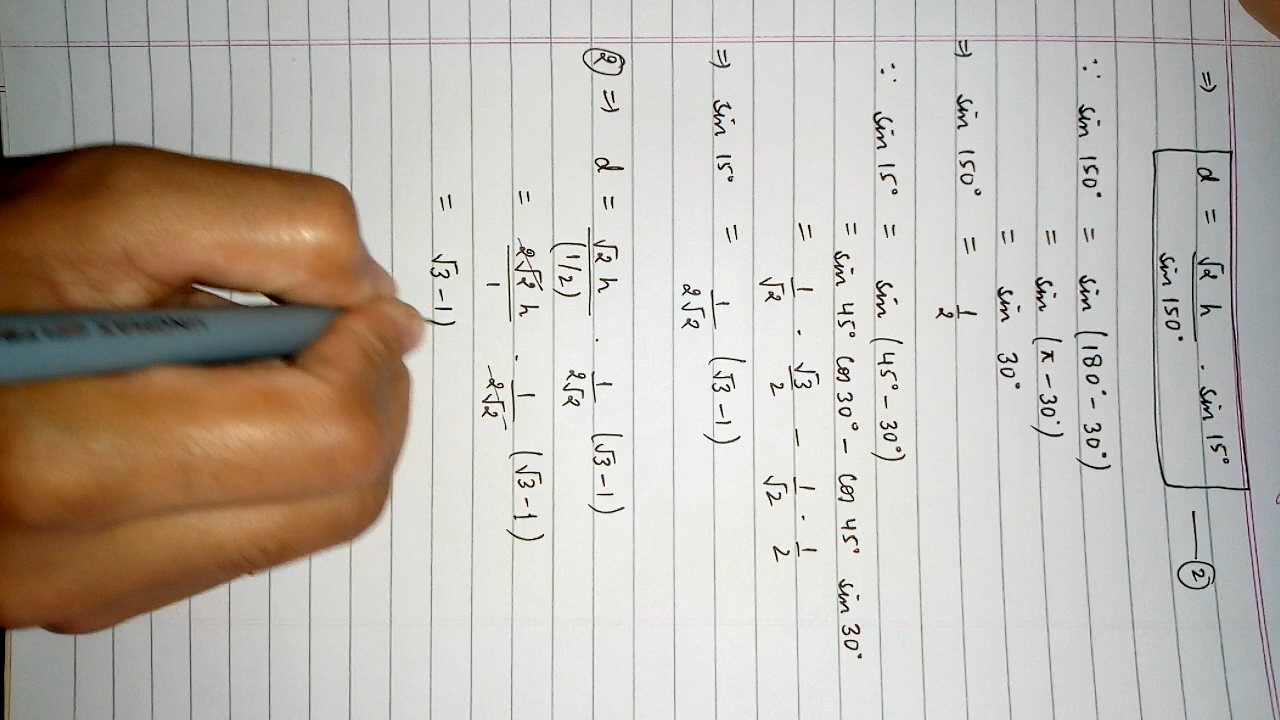 ⇒ d = √2 h / sin 150° . sin 15° — ②
∵ sin 150° = sin (180° - 30°)
= sin (π - 30°)
= sin 30°
⇒ sin 150° = 1/2
∵ sin 15° = sin (45° - 30°)
= sin 45° cos 30° - cos 45° sin 30°
= 1/√2 . √3/2 - 1/√2 . 1/2
⇒ sin 15° = 1/2√2 (√3 - 1)
② ⇒ d = √2 h / (1/2) . 1/2√2 (√3 - 1)
= 2√2 h / 1 . 1/2√2 (√3 - 1)
= √3 - 1)